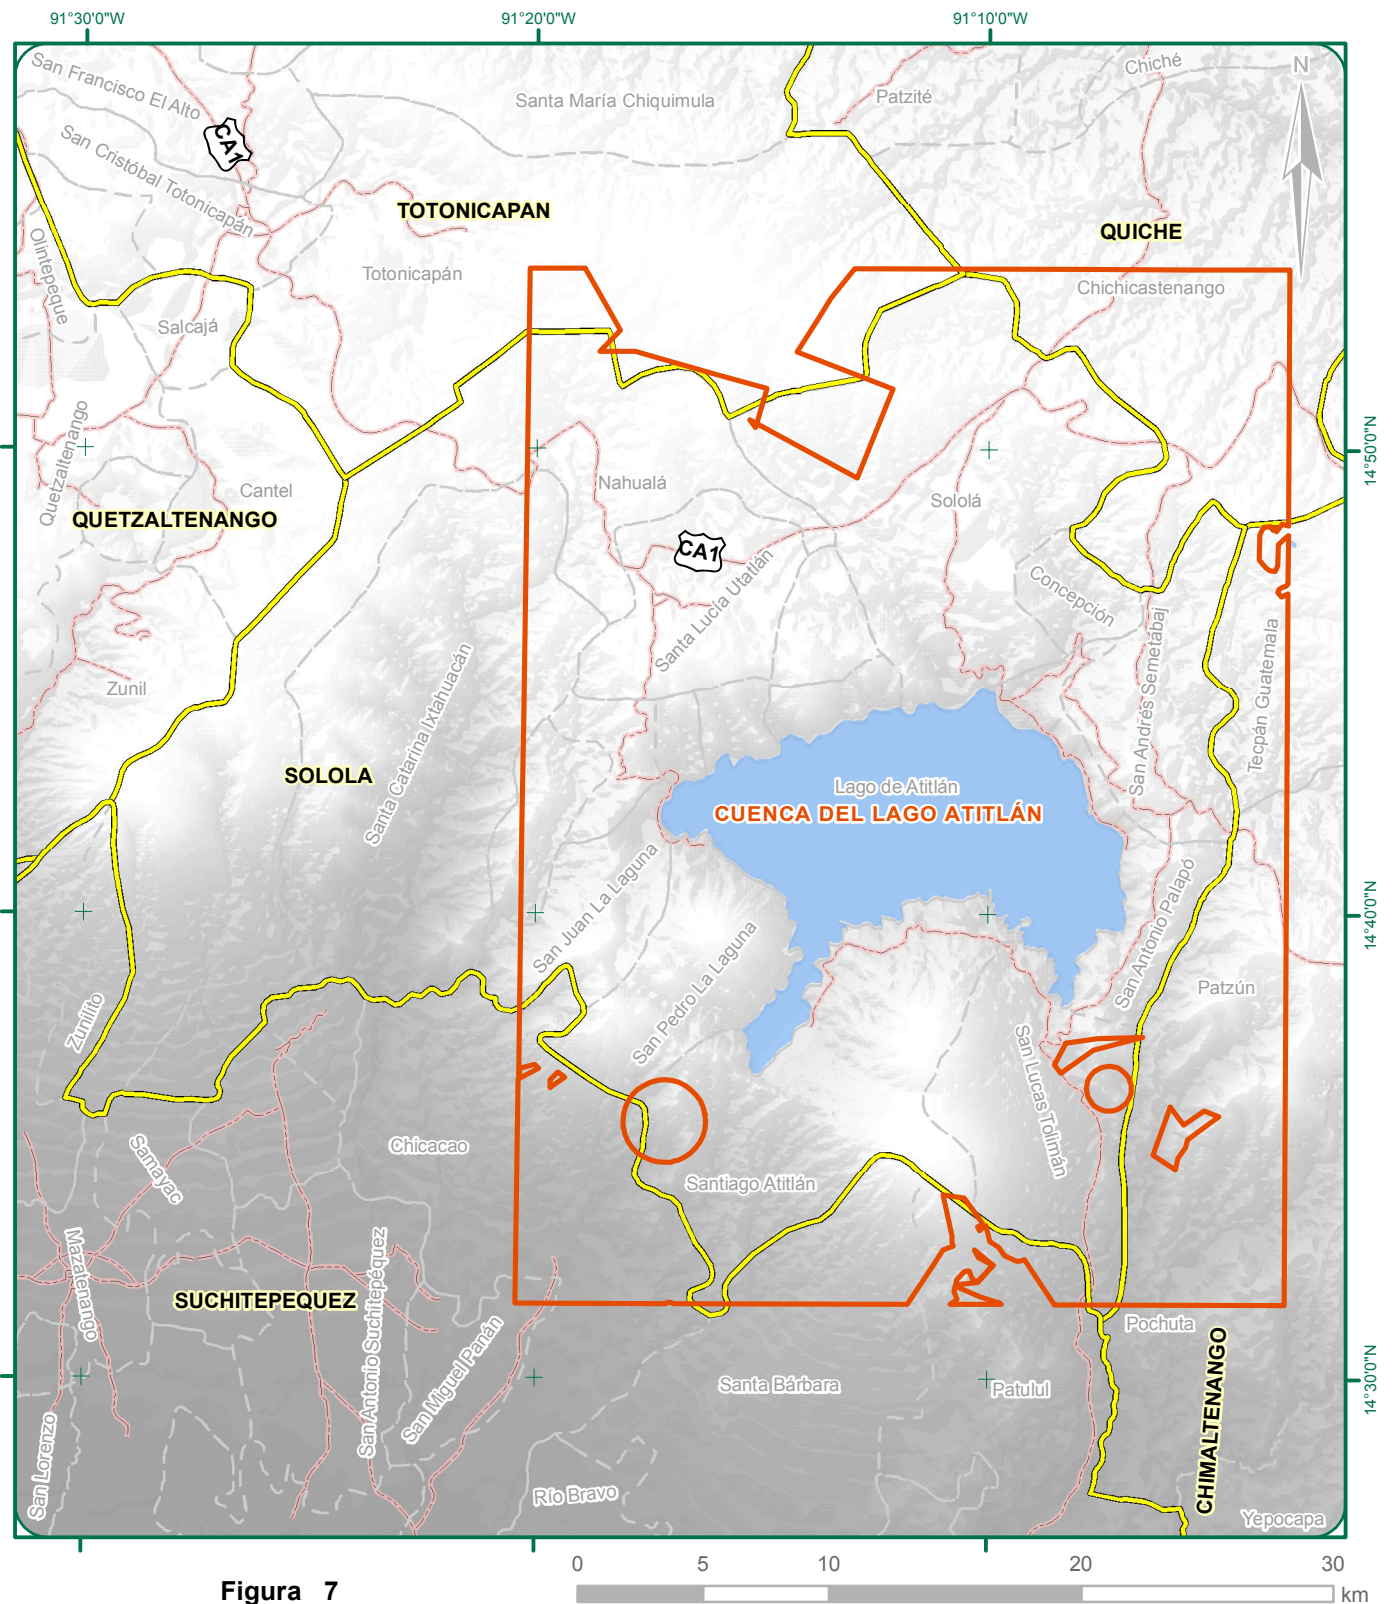 91°30'0"W
91°20'0"W
91°10'0"W
San Francisco El Alto
Santa María Chiquimula
Patzité
Chiché
N
CA1
San Cristóbal Totonicapán
TOTONICAPAN
QUICHE
Olintepeque
Totonicapán
Chichicastenango
Salcajá
Quetzaltenango
Cantel
Nahualá
Sololá
14°50'0"N
QUETZALTENANGO
CA1
Santa Lucía Utatlán
Concepción
San Andrés Semetabaj
Tecpán Guatemala
Zunil
Santa Catarina Ixtahuacán
SOLOLA
Lago de Atitlán
CUENCA DEL LAGO ATITLÁN
San Juan La Laguna
San Pedro La Laguna
San Antonio Palapó
14°40'0"N
Patzún
Zunilito
San Lucas Tolimán
Samayac
Chicacao
Santiago Atitlán
Mazatenango
San Antonio Suchitepéquez
SUCHITEPEQUEZ
San Miguel Panán
Pochuta
CHIMALTENANGO
Santa Bárbara
Patulul
14°30'0"N
San Lorenzo
Río Bravo
Yepocapa
Figura 7
0 5 10 20 30
km